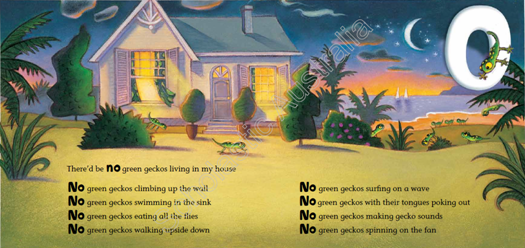 0
There'd be no green geckos living in my house
No green geckos climbing up the wall
No green geckos swimming in the sink
No green geckos eating all the flies
No green geckos walking upside down
No green geckos surfing on a wave
No green geckos with their tongues poking out
No green geckos making gecko sounds
No green geckos spinning on the fan